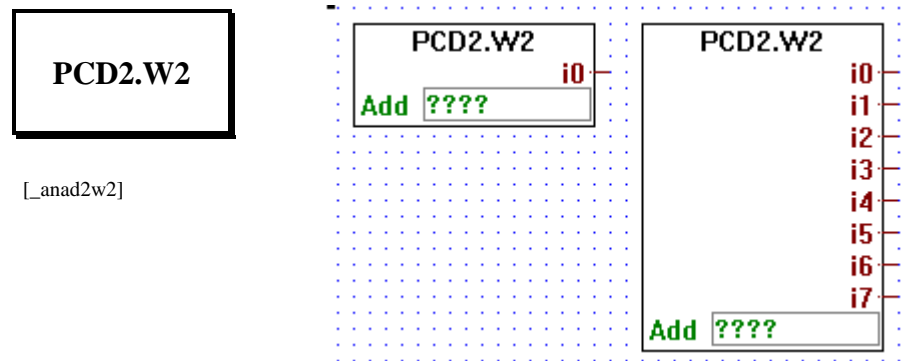 PCD2.W2
[_anad2w2]
PCD2.W2
i0
Add ????
PCD2.W2
i0
i1
i2
i3
i4
i5
i6
i7
Add ????